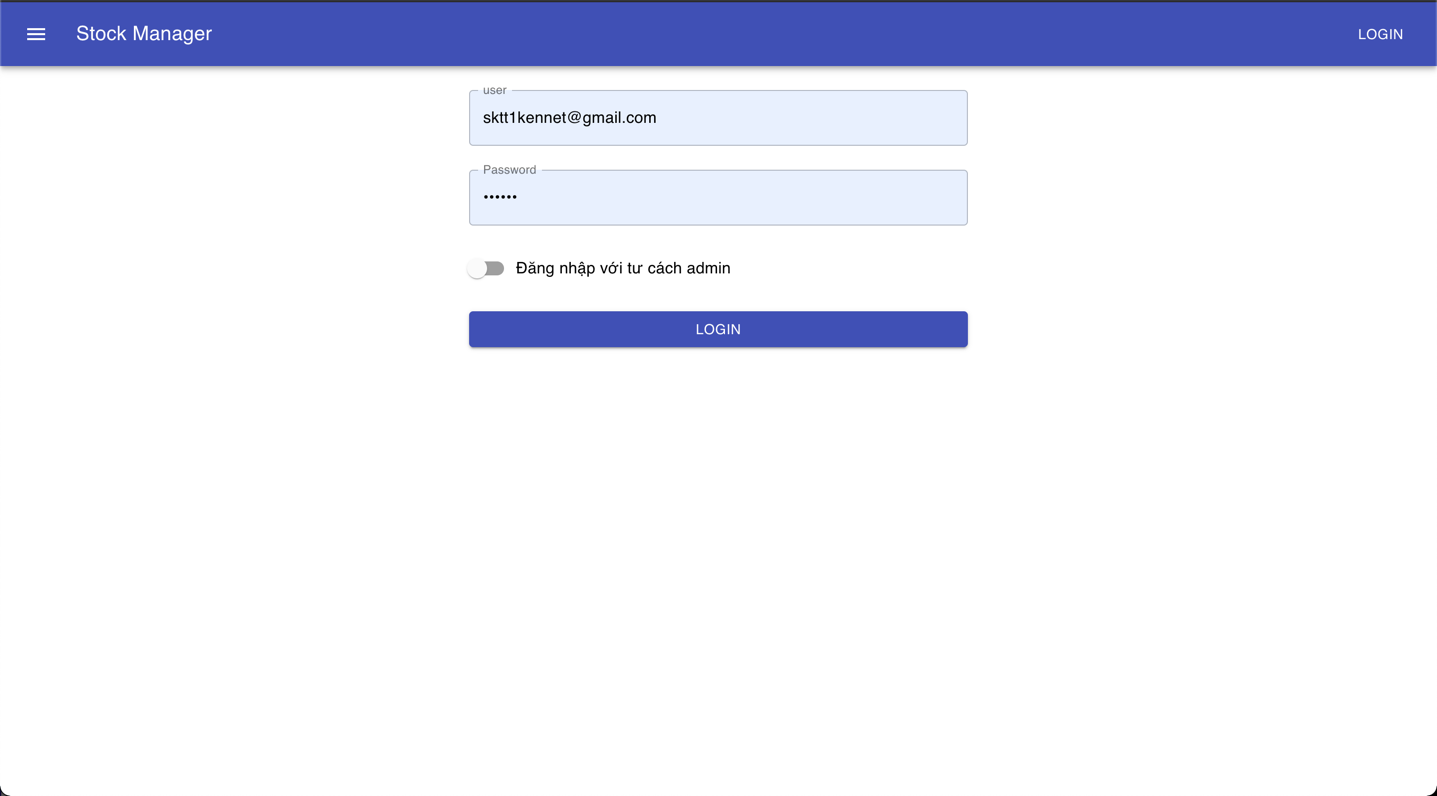 Stock Manager
LOGIN
user
sktt1kennet@gmail.com
Password
••••••
Đăng nhập với tư cách admin
LOGIN